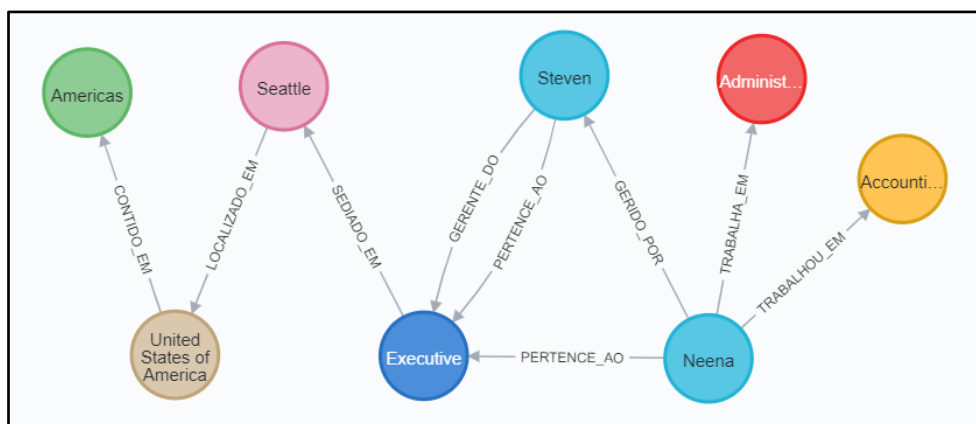 Americas
Seattle
Steven
Administ...
Accounti...
CONTIDO_EM
LOCALIZADO_EM
SEDIADO_EM
GERENTE_DO
PERTENCE_AO
GERIDO_POR
TRABALHA_EM
TRABALHOU_EM
United
States of
America
Executive
PERTENCE_AO
Neena